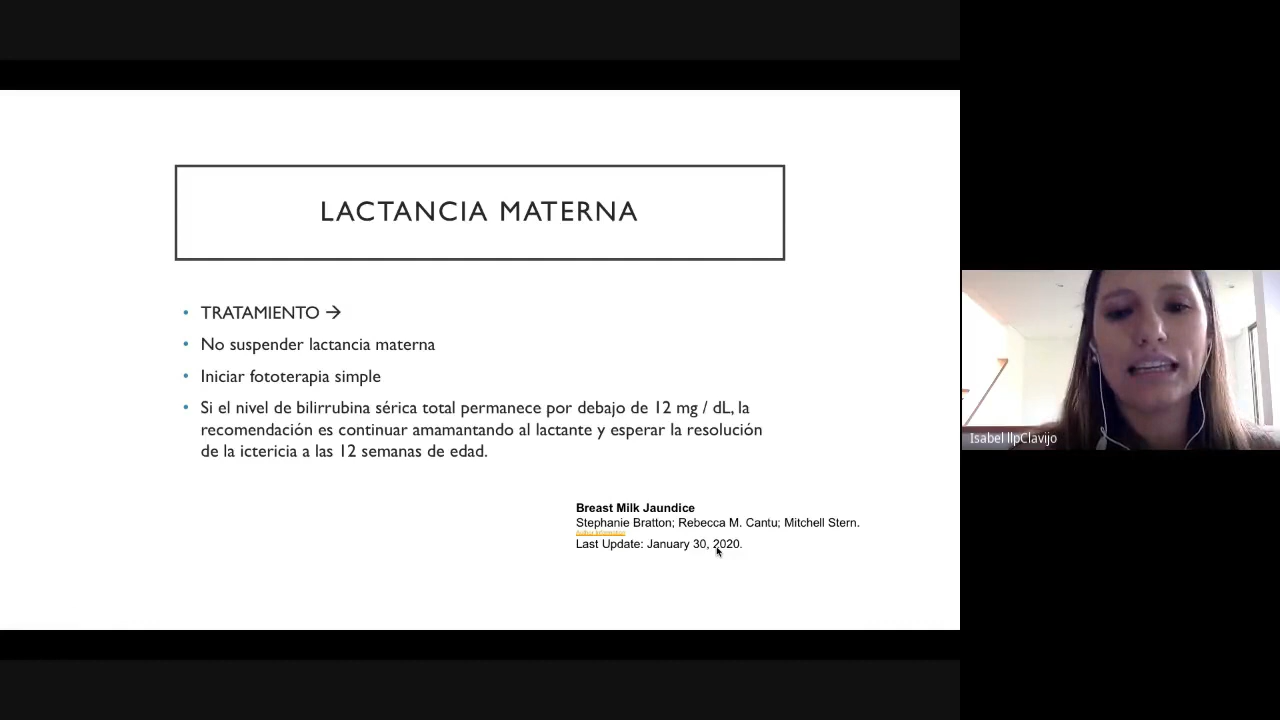 LACTANCIA MATERNA
• TRATAMIENTO →
• No suspender lactancia materna
• Iniciar fototerapia simple
• Si el nivel de bilirrubina sérica total permanece por debajo de 12 mg / dL, la
recomendación es continuar amamantando al lactante y esperar la resolución
de la ictericia a las 12 semanas de edad.
Breast Milk Jaundice
Stephanie Bratton; Rebecca M. Cantu; Mitchell Stern.
Last Update: January 30, 2020.
Isabel llpClavijo